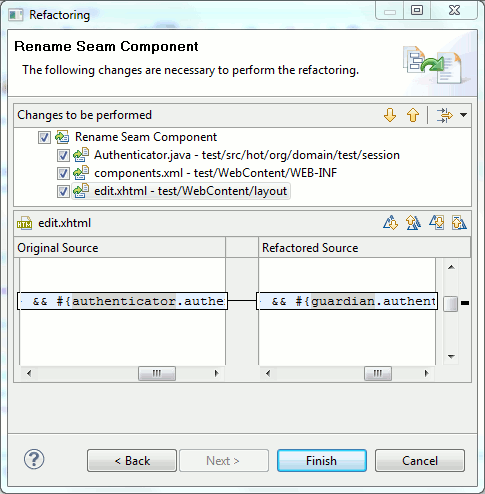 Refactoring
Rename Seam Component
The following changes are necessary to perform the refactoring.
Changes to be performed
Rename Seam Component
Authenticator.java - test/src/hot/org/domain/test/session
components.xml - test/WebContent/WEB-INF
edit.xhtml - test/WebContent/layout
edit.xhtml
Original Source
Refactored Source
&& #{authenticator.authe
&& #{guardian.authent
< Back
Next >
Finish
Cancel